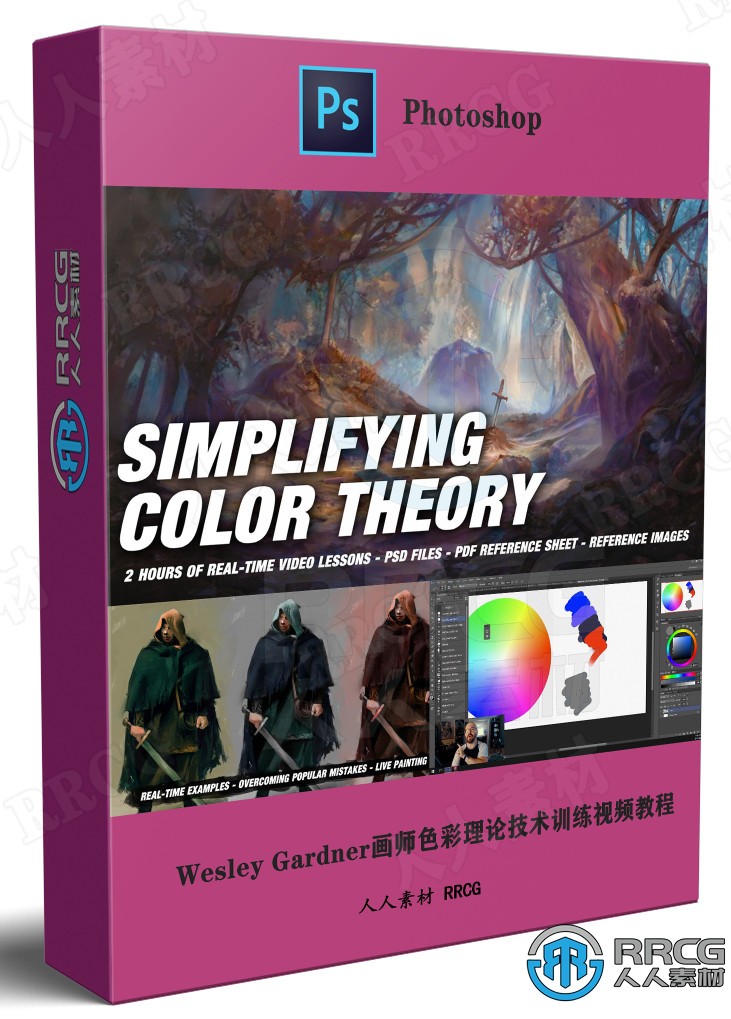 Ps Photoshop
RRCG
人人素材
SIMPLIFYING
COLOR THEORY
2 HOURS OF REAL-TIME VIDEO LESSONS - PSD FILES - PDF REFERENCE SHEET - REFERENCE IMAGES
REAL-TIME EXAMPLES - OVERCOMING POPULAR MISTAKES - LIVE PAINTING
Wesley Gardner画师色彩理论技术训练视频教程
人人素材 RRCG
RRCG
人人素材